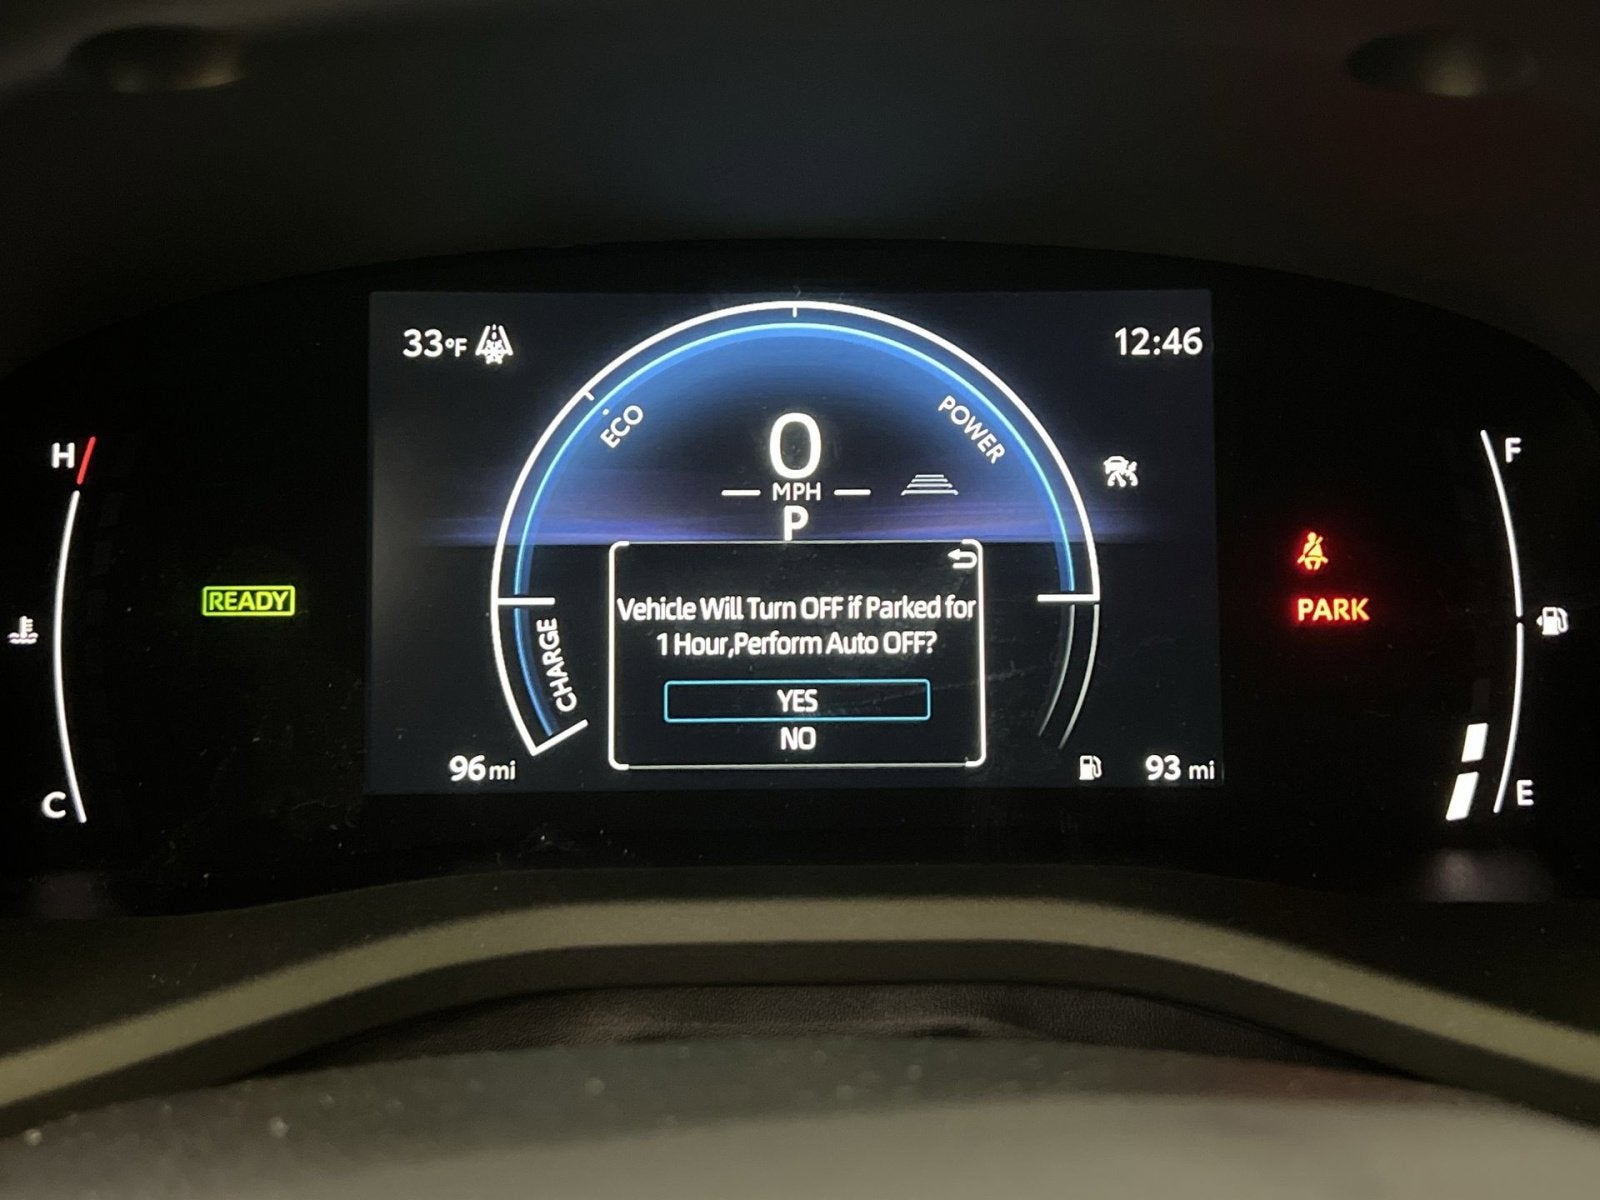 33°F
12:46
ECO
POWER
0
MPH
P
H
F
READY
CHARGE
Vehicle Will Turn OFF if Parked for
1 Hour,Perform Auto OFF?
YES
NO
PARK
96 mi
93 mi
C
E